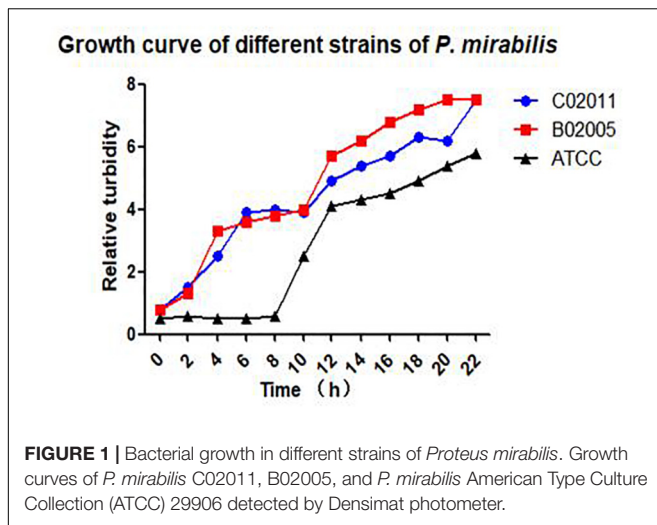 Growth curve of different strains of P. mirabilis
8
6
4
2
0
Relative turbidity
0 2 4 6 8 10 12 14 16 18 20 22
Time (h)
C02011
B02005
ATCC
FIGURE 1 | Bacterial growth in different strains of Proteus mirabilis. Growth
curves of P. mirabilis C02011, B02005, and P. mirabilis American Type Culture
Collection (ATCC) 29906 detected by Densimat photometer.